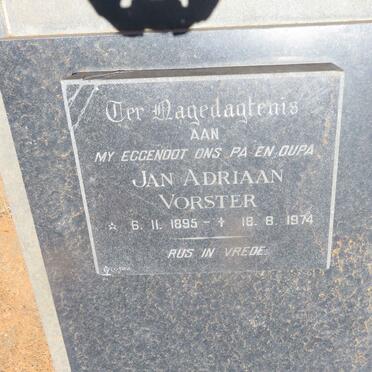 Ter Nagedagtenis
AAN
MY EGGENOOT ONS PA EN OUPA
JAN ADRIAAN
VORSTER
☆ 6. 11. 1895 - ✝ 18. 8. 1974
RUS IN VREDE